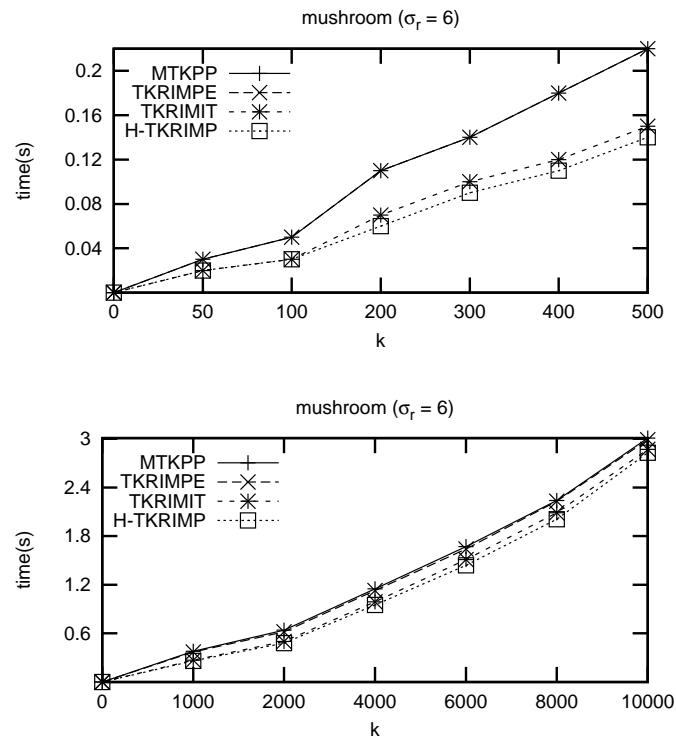 mushroom (σr = 6)
0.2
0.16
0.12
0.08
0.04
MTKPP
TKRIMPE
TKRIMIT
H-TKRIMP
time(s)
0 50 100 200 300 400 500
k
mushroom (σr = 6)
3
2.4
1.8
1.2
0.6
MTKPP
TKRIMPE
TKRIMIT
H-TKRIMP
time(s)
0 1000 2000 4000 6000 8000 10000
k